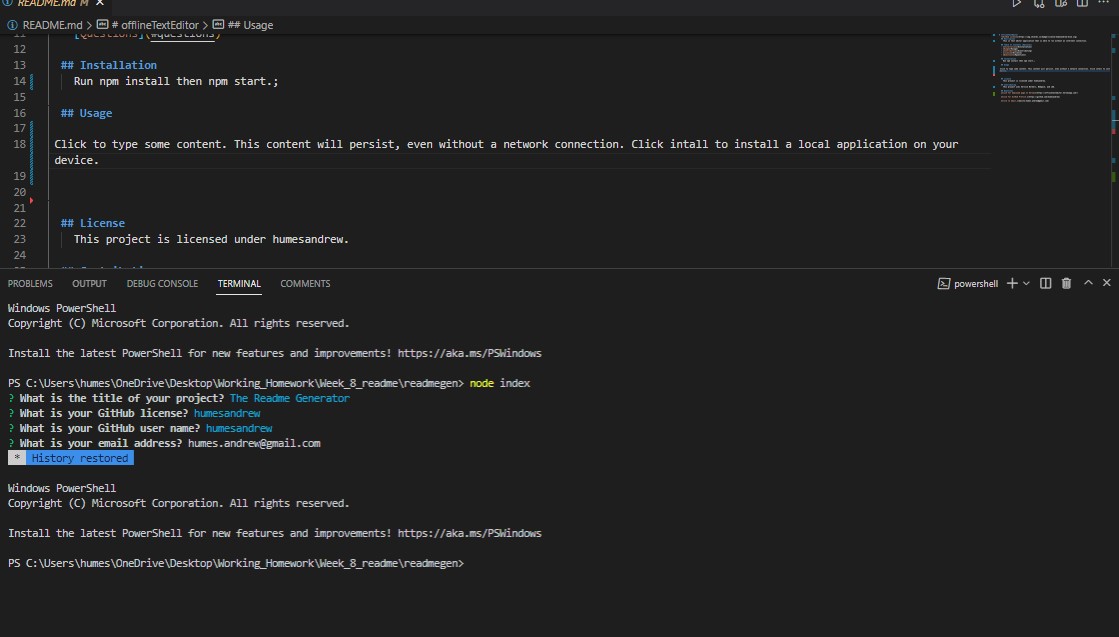 README.md M
README.md > # offlineTextEditor > ## Usage
11 [Questions](#questions)
12
13 ## Installation
14 Run npm install then npm start.;
15
16 ## Usage
17
18 Click to type some content. This content will persist, even without a network connection. Click intall to install a local application on your
device.
19
20
21
22 ## License
23 This project is licensed under humesandrew.
24
PROBLEMS OUTPUT DEBUG CONSOLE TERMINAL COMMENTS powershell
Windows PowerShell
Copyright (C) Microsoft Corporation. All rights reserved.
Install the latest PowerShell for new features and improvements! https://aka.ms/PSWindows
PS C:\Users\humes\OneDrive\Desktop\Working_Homework\Week_8_readme\readmegen> node index
? What is the title of your project? The Readme Generator
? What is your GitHub license? humesandrew
? What is your GitHub user name? humesandrew
? What is your email address? humes.andrew@gmail.com
* History restored
Windows PowerShell
Copyright (C) Microsoft Corporation. All rights reserved.
Install the latest PowerShell for new features and improvements! https://aka.ms/PSWindows
PS C:\Users\humes\OneDrive\Desktop\Working_Homework\Week_8_readme\readmegen>